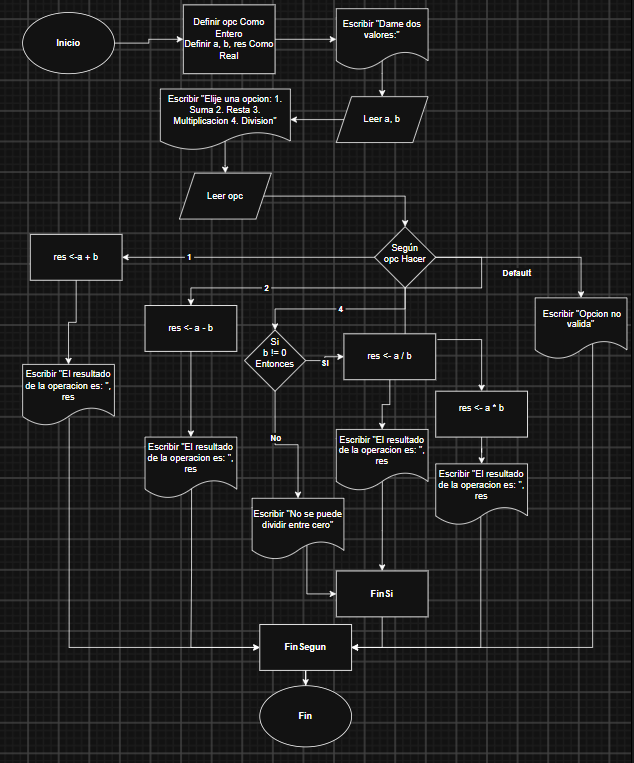 Inicio
Definir opc Como
Entero
Definir a, b, res Como
Real
Escribir "Dame dos
valores:"
Leer a, b
Escribir "Elije una opcion: 1.
Suma 2. Resta 3.
Multiplicacion 4. Division"
Leer opc
Según
opc Hacer
1
2
4
Default
res <-a + b
res <- a - b
Si
b != 0
Entonces
SI
No
res <- a / b
res <- a * b
Escribir "Opcion no
valida"
Escribir "El resultado
de la operacion es: ",
res
Escribir "El resultado
de la operacion es: ",
res
Escribir "El resultado
de la operacion es: ",
res
Escribir "El resultado
de la operacion es: ",
res
Escribir "No se puede
dividir entre cero"
FinSi
FinSegun
Fin